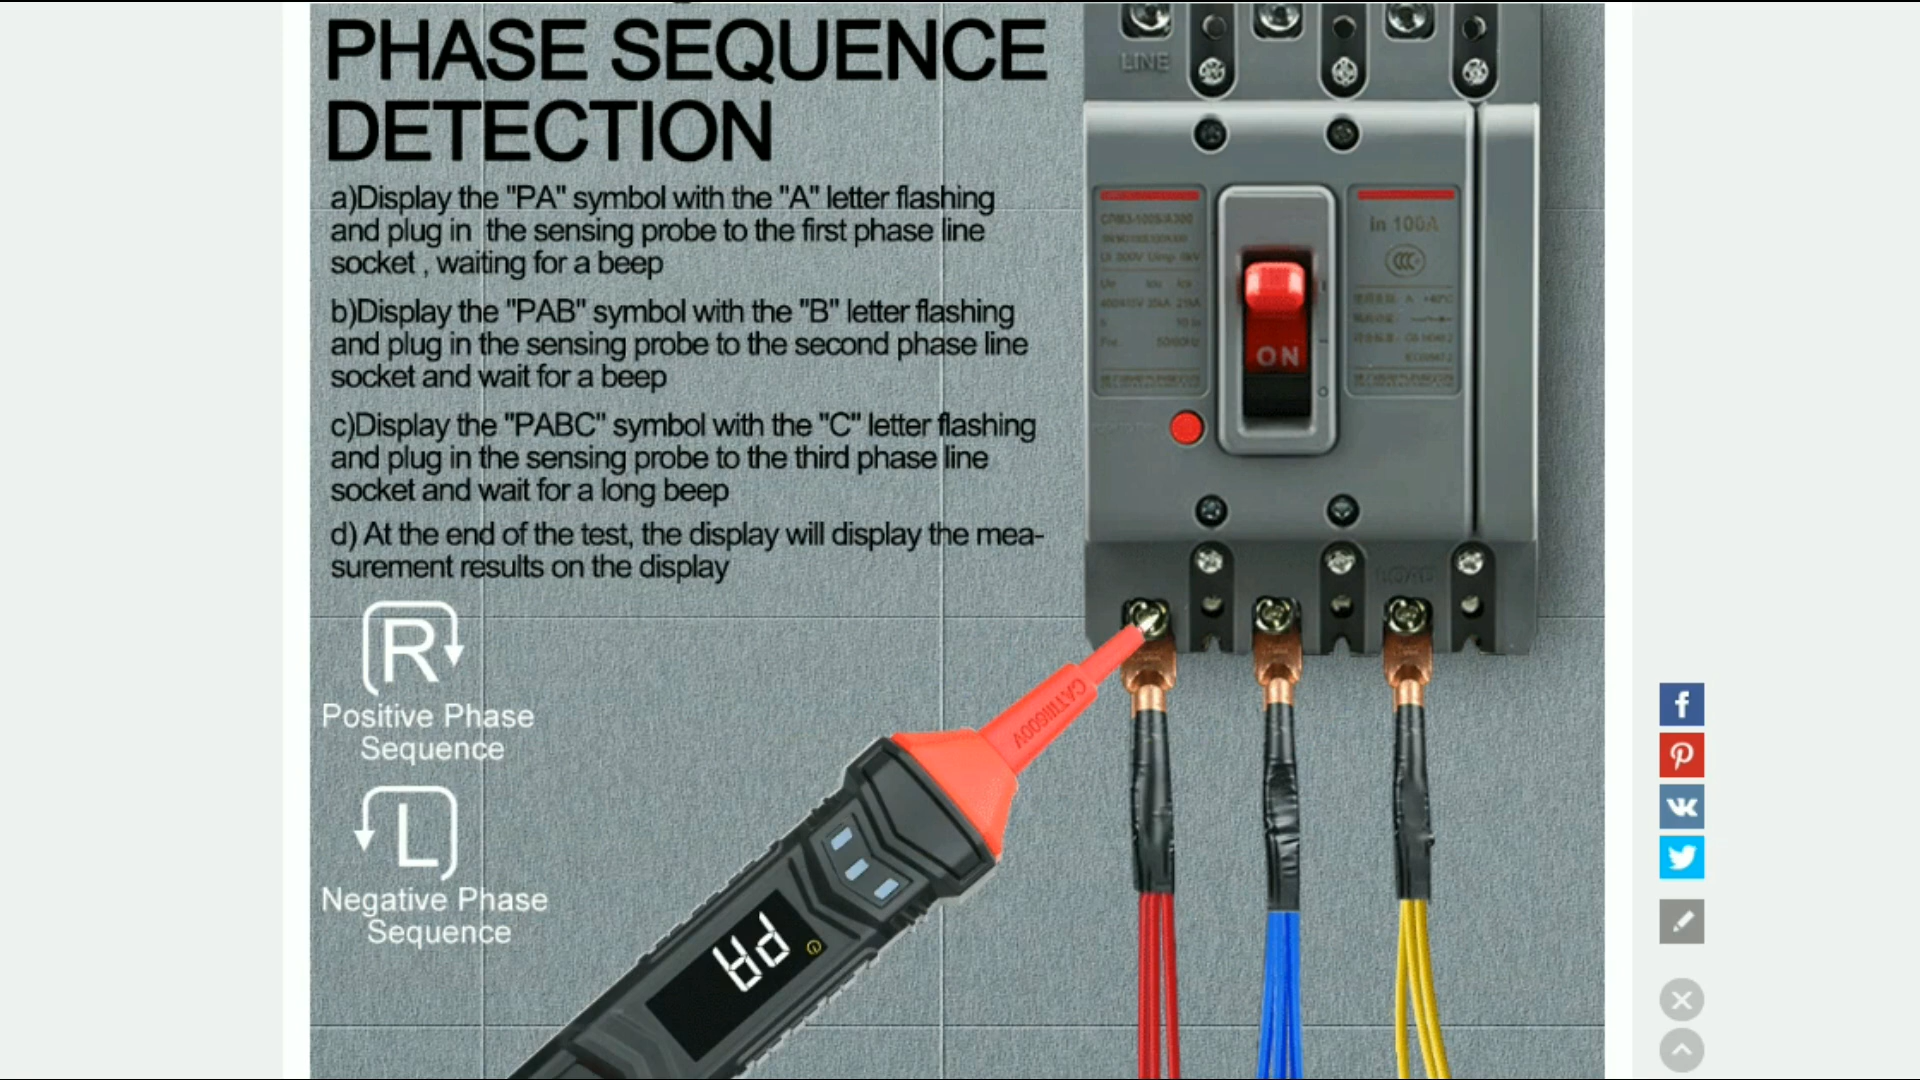 PHASE SEQUENCE
DETECTION
a)Display the "PA" symbol with the "A" letter flashing
and plug in the sensing probe to the first phase line
socket , waiting for a beep
b)Display the "PAB" symbol with the "B" letter flashing
and plug in the sensing probe to the second phase line
socket and wait for a beep
c)Display the "PABC" symbol with the "C" letter flashing
and plug in the sensing probe to the third phase line
socket and wait for a long beep
d) At the end of the test, the display will display the mea-
surement results on the display
R
Positive Phase
Sequence
L
Negative Phase
Sequence
LINE
In 100A
ON
CATIII600V
PA